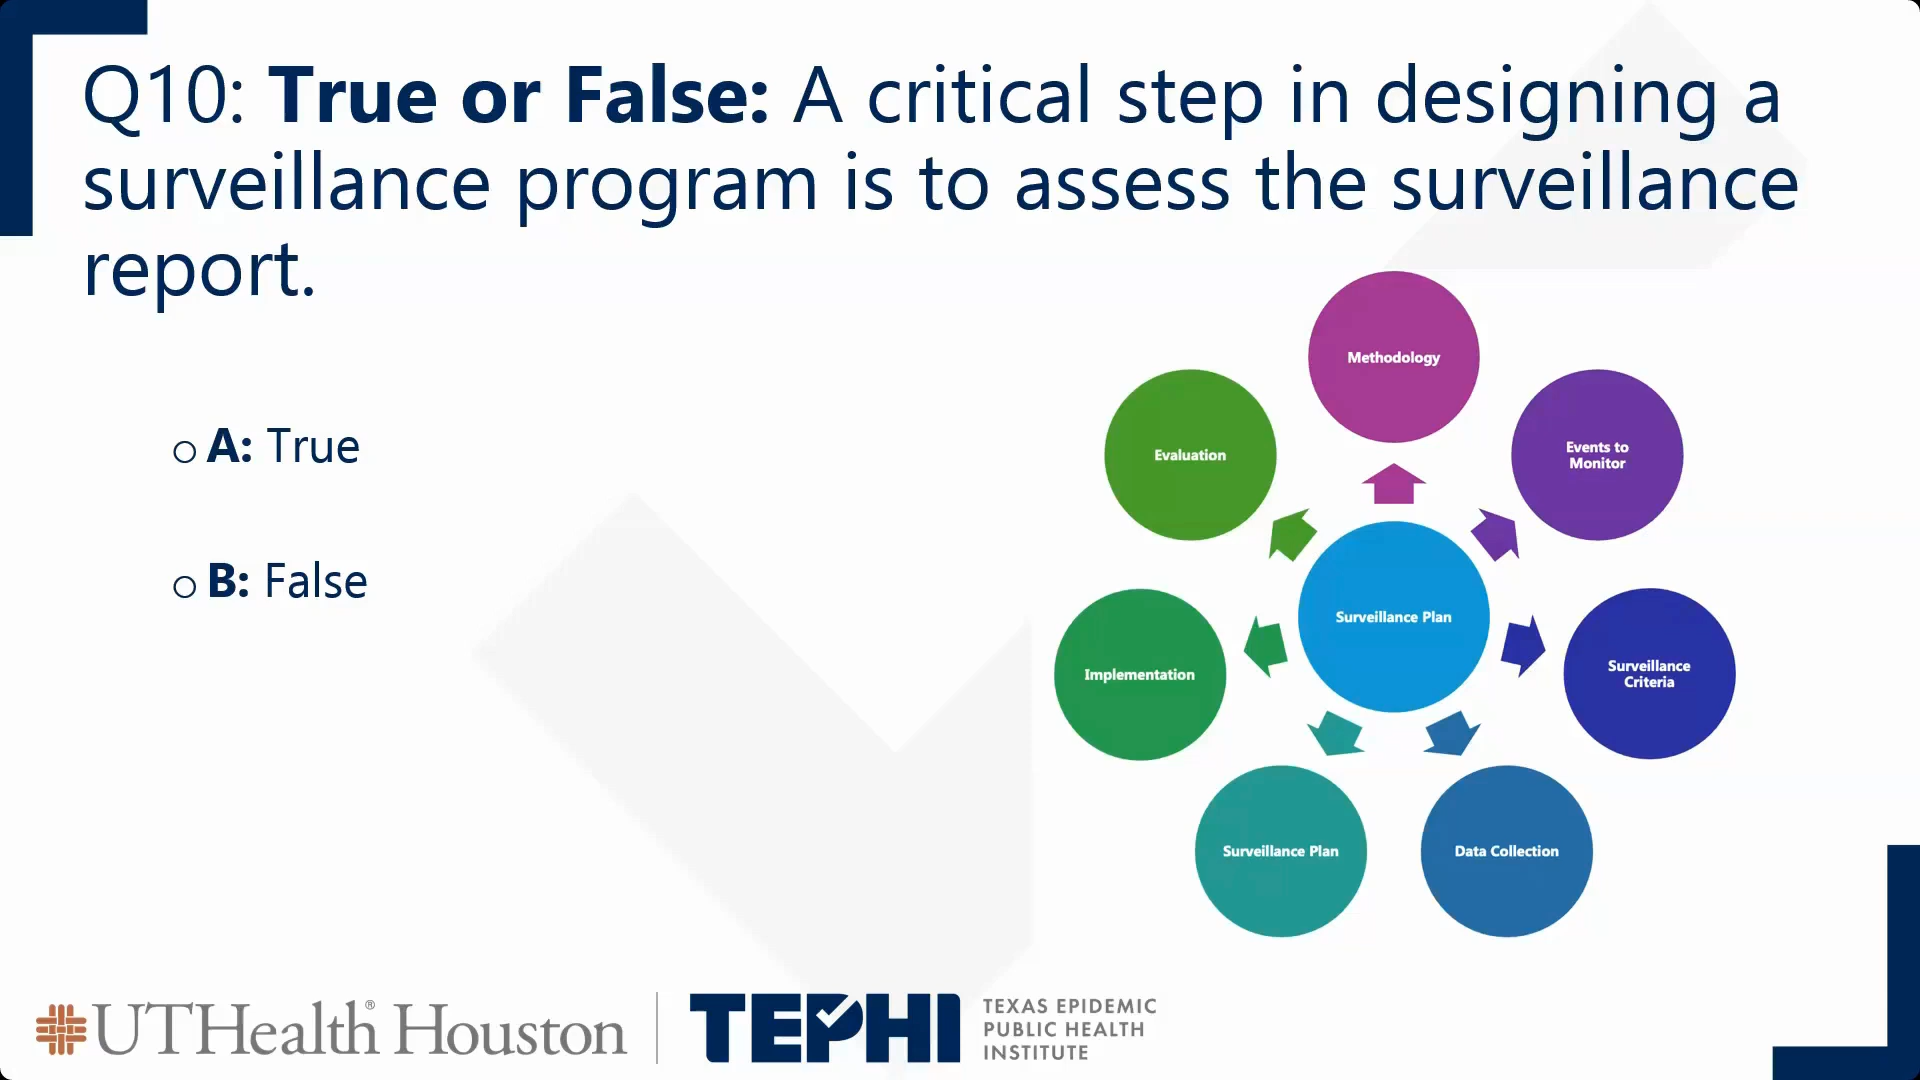 Q10: True or False: A critical step in designing a
surveillance program is to assess the surveillance
report.
o A: True
o B: False
Methodology
Events to
Monitor
Surveillance
Criteria
Data Collection
Surveillance Plan
Implementation
Evaluation
Surveillance Plan
UTHealth® Houston
TEPHI
TEXAS EPIDEMIC
PUBLIC HEALTH
INSTITUTE